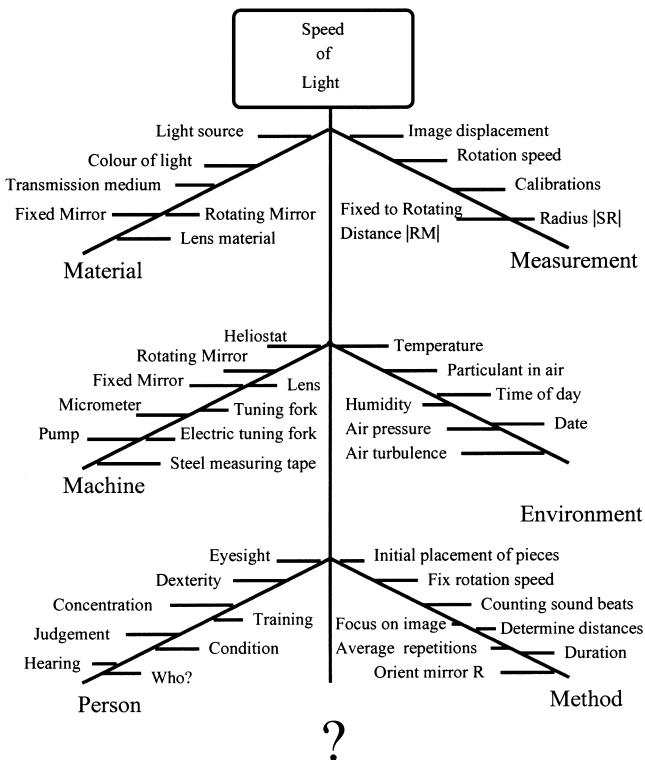 Speed
of
Light
Light source
Colour of light
Transmission medium
Fixed Mirror
Rotating Mirror
Lens material
Material
Image displacement
Rotation speed
Calibrations
Fixed to Rotating
Distance |RM|
Radius |SR|
Measurement
Heliostat
Rotating Mirror
Fixed Mirror
Lens
Micrometer
Tuning fork
Pump
Electric tuning fork
Steel measuring tape
Machine
Temperature
Particulant in air
Time of day
Humidity
Date
Air pressure
Air turbulence
Environment
Eyesight
Dexterity
Concentration
Training
Judgement
Condition
Hearing
Who?
Person
Initial placement of pieces
Fix rotation speed
Counting sound beats
Focus on image
Determine distances
Average repetitions
Duration
Orient mirror R
Method
?